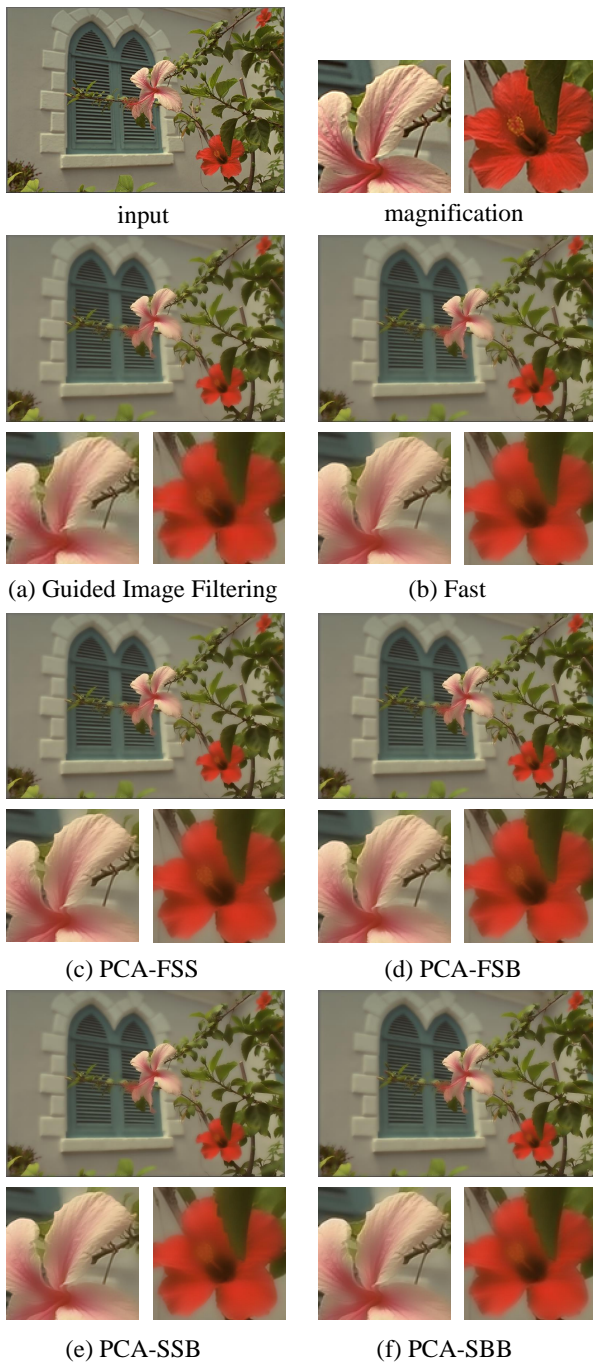 input
magnification
(a) Guided Image Filtering
(b) Fast
(c) PCA-FSS
(d) PCA-FSB
(e) PCA-SSB
(f) PCA-SBB